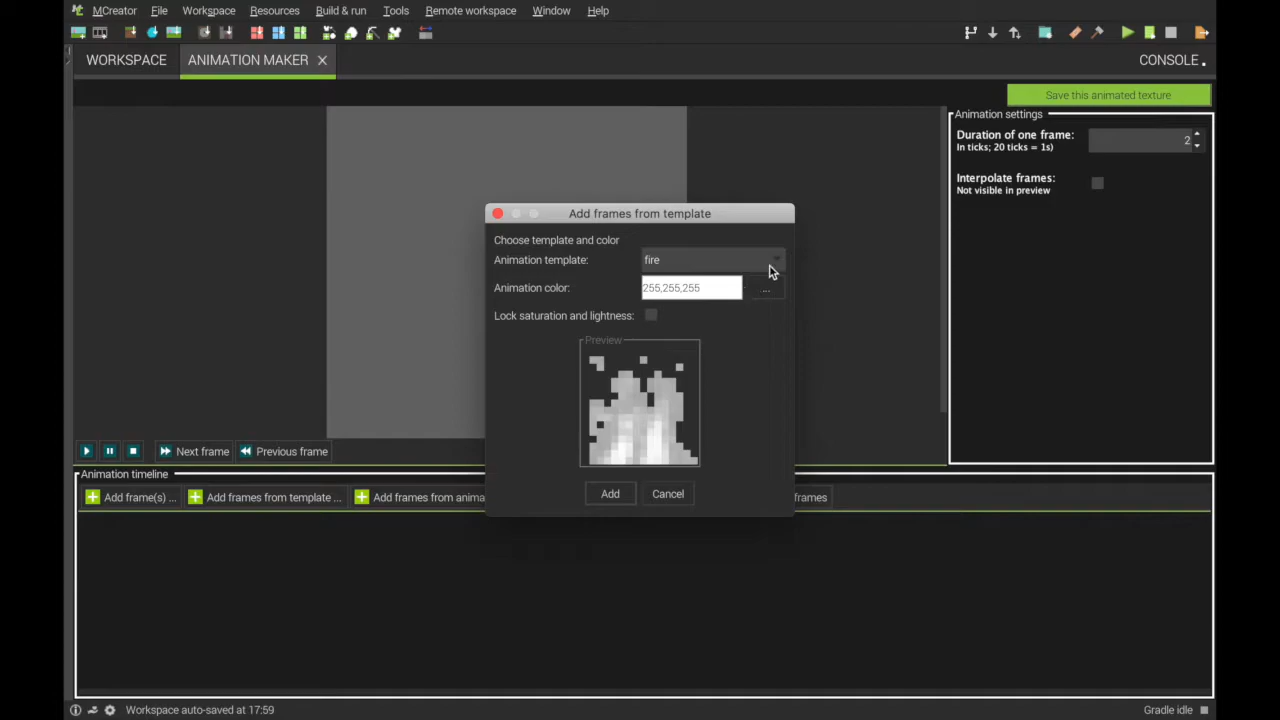 MCreator File Workspace Resources Build & run Tools Remote workspace Window Help
WORKSPACE ANIMATION MAKER CONSOLE
Save this animated texture
Animation settings
Duration of one frame: 2
In ticks; 20 ticks = 1s)
Interpolate frames:
Not visible in preview
Add frames from template
Choose template and color
Animation template: fire
Animation color: 255,255,255 ...
Lock saturation and lightness:
Preview
Add Cancel
Next frame Previous frame
Animation timeline
Add frame(s) ... Add frames from template ... Add frames from anima frames
Workspace auto-saved at 17:59 Gradle idle